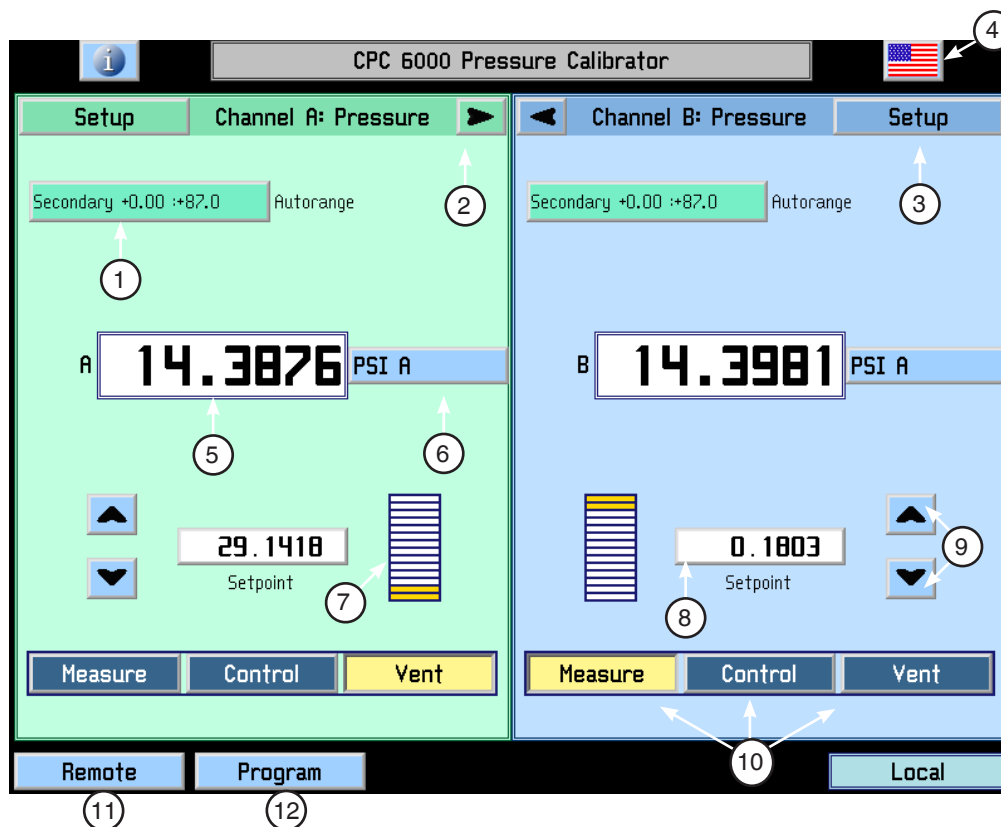 4
i
CPC 6000 Pressure Calibrator
Setup
Channel A: Pressure
Channel B: Pressure
Setup
Secondary +0.00 :+87.0
Autorange
2
Secondary +0.00 :+87.0
Autorange
3
1
A
14.3876
PSI A
B
14.3981
PSI A
5
6
29.1418
Setpoint
7
0.1803
Setpoint
8
9
Measure
Control
Vent
Measure
Control
Vent
10
Remote
Program
Local
11
12